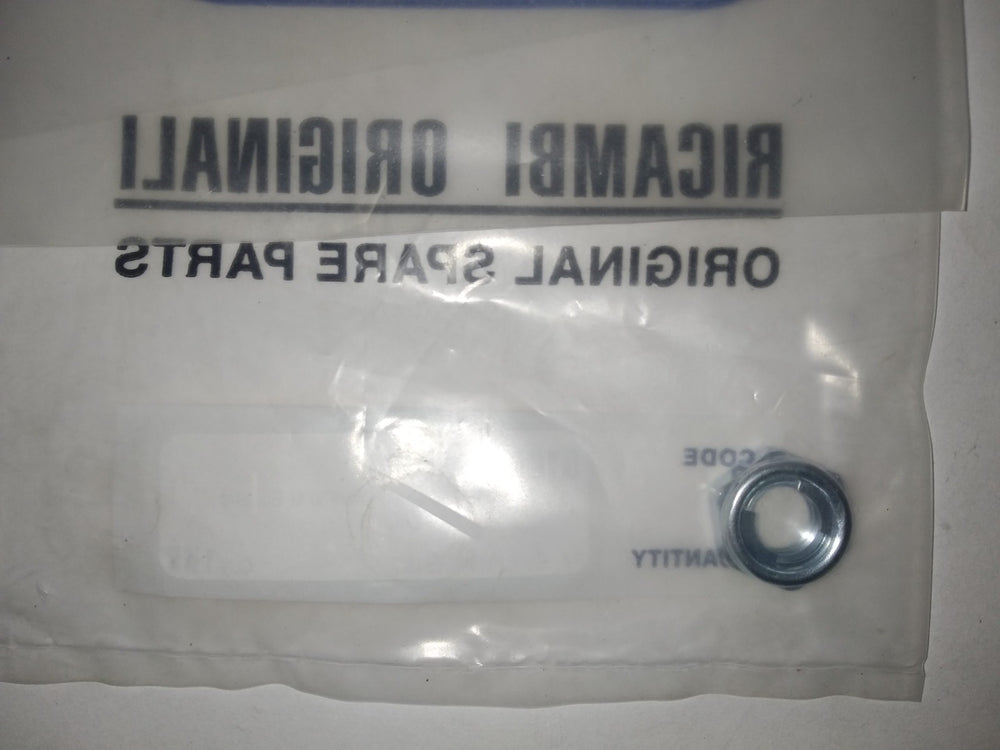 RICAMBI ORIGINALI
ORIGINAL SPARE PARTS
CODE
QUANTITY